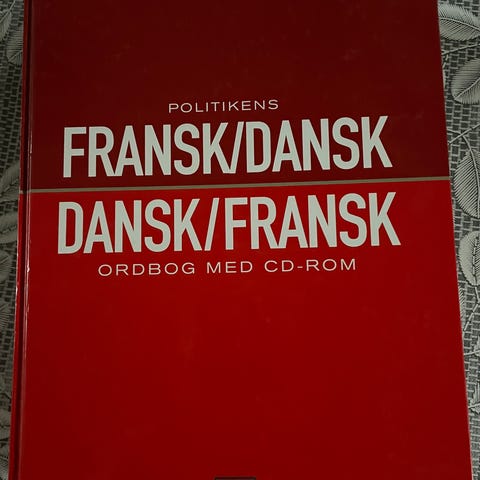 POLITIKENS
FRANSK/DANSK
DANSK/FRANSK
ORDBOG MED CD-ROM